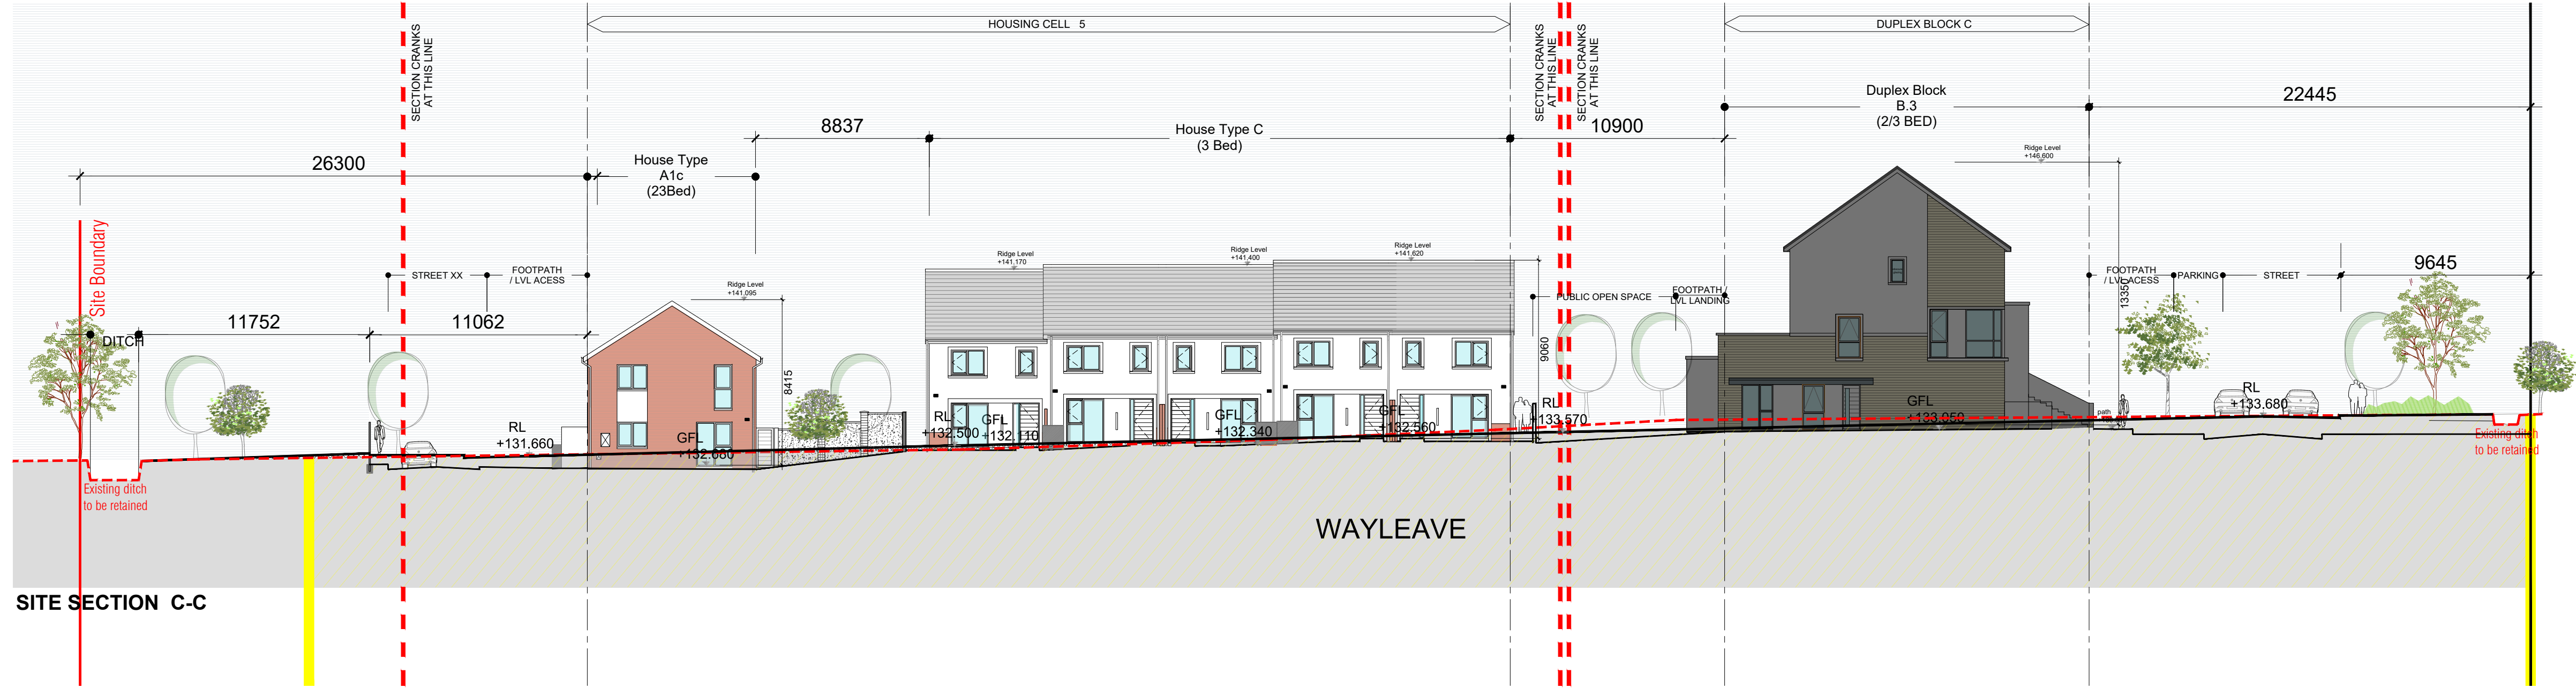 HOUSING CELL 5
DUPLEX BLOCK C
SECTION CRANKS
AT THIS LINE
SECTION CRANKS
AT THIS LINE
SECTION CRANKS
AT THIS LINE
Duplex Block
B.3
(2/3 BED)
22445
8837
House Type C
(3 Bed)
10900
26300
House Type
A1c
(23Bed)
Ridge Level
+146,600
Site Boundary
Ridge Level
+141,170
Ridge Level
+141,400
Ridge Level
+141,620
STREET XX
FOOTPATH
/ LVL ACESS
Ridge Level
+141,095
PUBLIC OPEN SPACE
FOOTPATH /
LVL LANDING
FOOTPATH
/ LVL ACESS
PARKING
STREET
9645
13350
11752
11062
DITCH
9060
8415
RL
+131.660
GFL
+132.680
RL
+132.500
GFL
+132.110
GFL
+132.340
GFL
+132.560
RL
+133.570
GFL
+133.050
path
RL
+133.680
Existing ditch
to be retained
Existing ditch
to be retained
WAYLEAVE
SITE SECTION C-C